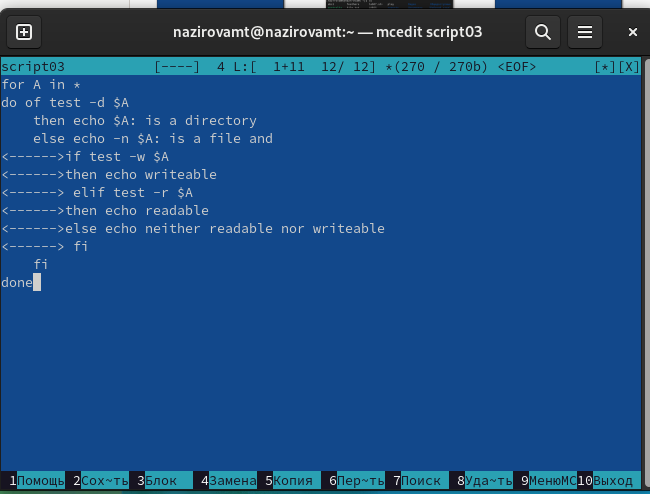 nazirovamt@nazirovamt:~ — mcedit script03
script03 [----] 4 L:[ 1+11 12/ 12] *(270 / 270b) <EOF> [*][X]
for A in *
do of test -d $A
then echo $A: is a directory
else echo -n $A: is a file and
<------>if test -w $A
<------>then echo writeable
<------> elif test -r $A
<------>then echo readable
<------>else echo neither readable nor writeable
<------> fi
fi
done
1Помощь 2Сох~ть 3Блок 4Замена 5Копия 6Пер~ть 7Поиск 8Уда~ть 9МенюMC 10Выход